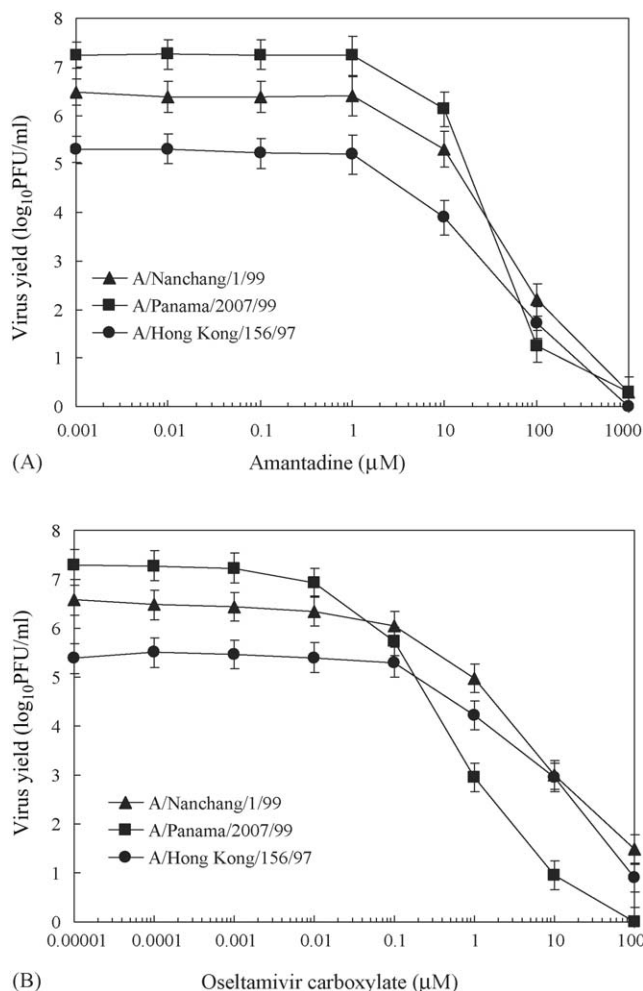 8
7
6
5
4
3
2
1
0
Virus yield (log10PFU/ml)
A/Nanchang/1/99
A/Panama/2007/99
A/Hong Kong/156/97
0.001 0.01 0.1 1 10 100 1000
(A) Amantadine (μM)
8
7
6
5
4
3
2
1
0
Virus yield (log10PFU/ml)
A/Nanchang/1/99
A/Panama/2007/99
A/Hong Kong/156/97
0.00001 0.0001 0.001 0.01 0.1 1 10 100
(B) Oseltamivir carboxylate (μM)